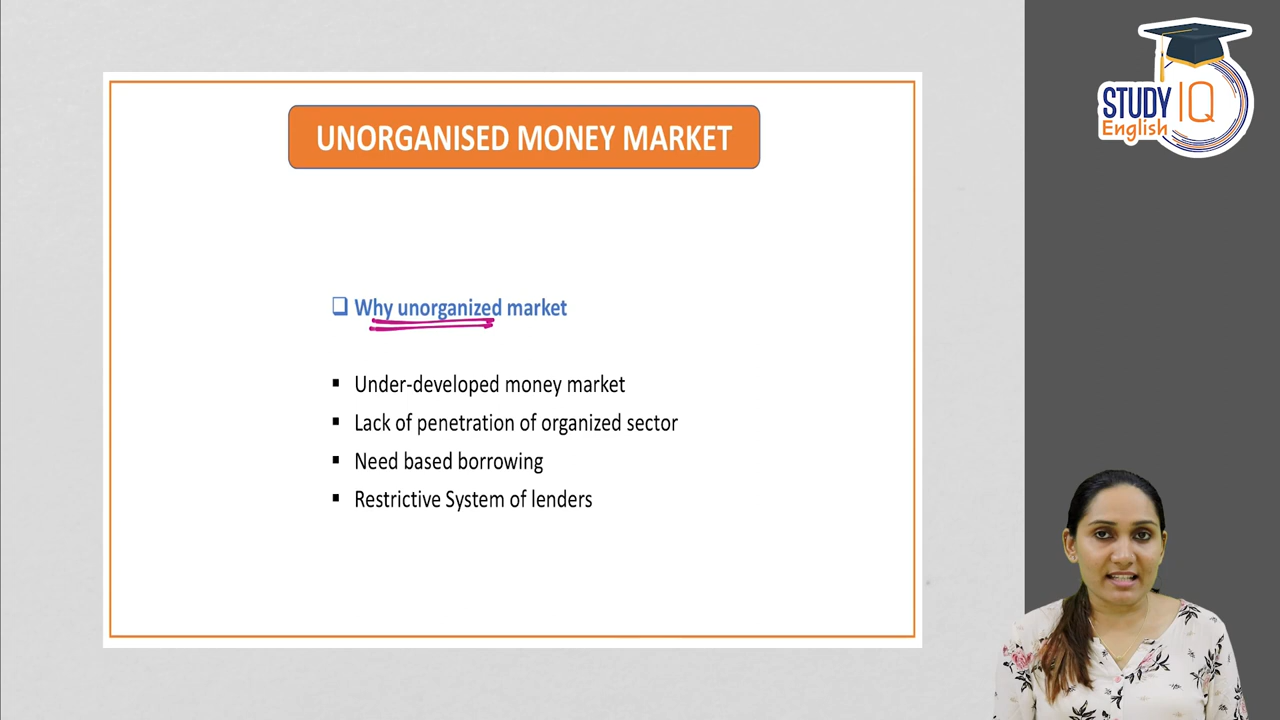 UNORGANISED MONEY MARKET
Why unorganized market
Under-developed money market
Lack of penetration of organized sector
Need based borrowing
Restrictive System of lenders
STUDY IQ
English